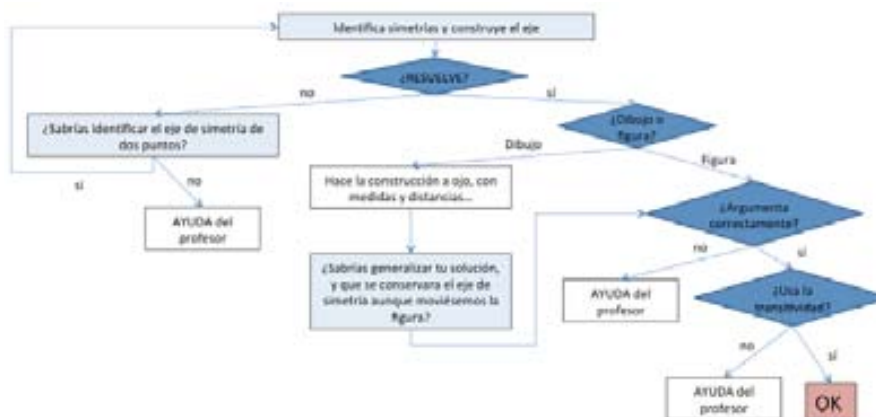 Identifica simetrías y construye el eje
¿RESUELVE?
no
sí
¿Sabrías identificar el eje de simetría de
dos puntos?
¿Dibujo o
figura?
Dibujo
Figura
sí
no
Hace la construcción a ojo, con
medidas y distancias...
AYUDA del
profesor
¿Argumenta
correctamente?
no
sí
¿Sabrías generalizar tu solución,
y que se conservara el eje de
simetría aunque moviésemos la
figura?
AYUDA del
profesor
¿Usa la
transitividad?
no
sí
AYUDA del
profesor
OK